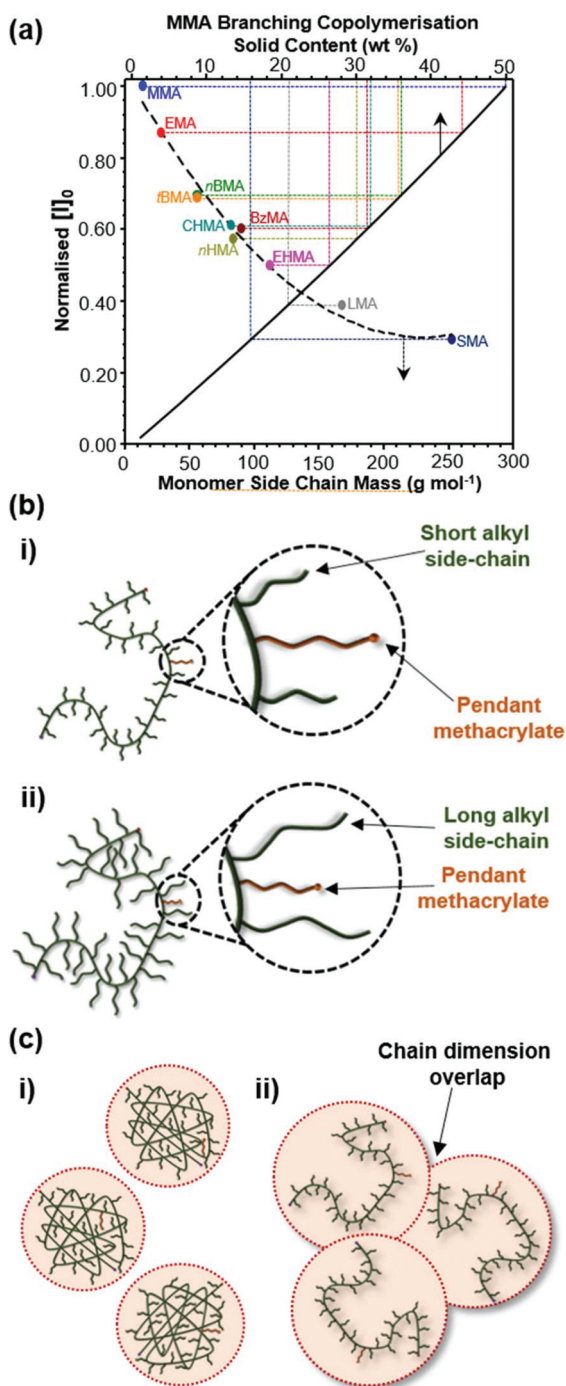 (a)
MMA Branching Copolymerisation
Solid Content (wt %)
0 10 20 30 40 50
Normalised [I]₀
1.00
0.80
0.60
0.40
0.20
0.00
MMA
EMA
nBMA
tBMA
CHMA
BzMA
nHMA
EHMA
LMA
SMA
0 50 100 150 200 250 300
Monomer Side Chain Mass (g mol⁻¹)
(b)
i)
Short alkyl
side-chain
Pendant
methacrylate
ii)
Long alkyl
side-chain
Pendant
methacrylate
(c)
Chain dimension
overlap
i)
ii)